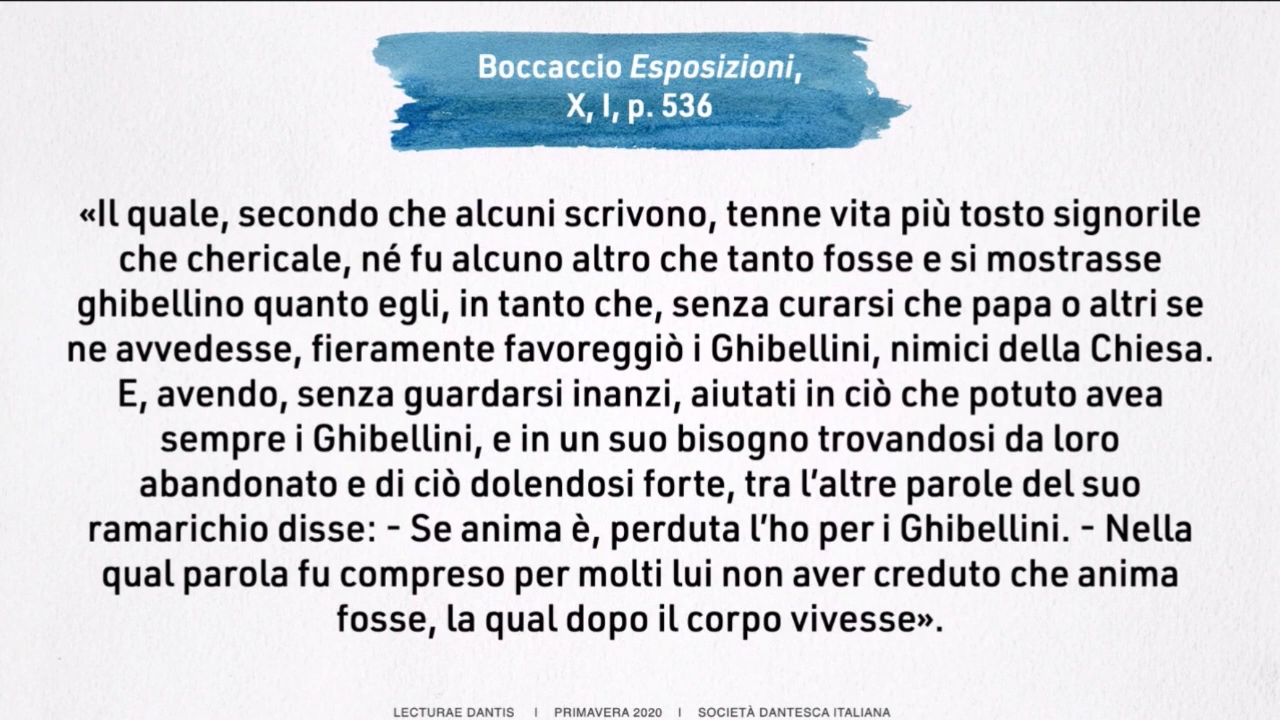 Boccaccio Esposizioni,
X, I, p. 536
«Il quale, secondo che alcuni scrivono, tenne vita più tosto signorile
che chericale, né fu alcuno altro che tanto fosse e si mostrasse
ghibellino quanto egli, in tanto che, senza curarsi che papa o altri se
ne avvedesse, fieramente favoreggiò i Ghibellini, nimici della Chiesa.
E, avendo, senza guardarsi inanzi, aiutati in ciò che potuto avea
sempre i Ghibellini, e in un suo bisogno trovandosi da loro
abandonato e di ciò dolendosi forte, tra l'altre parole del suo
ramarichio disse: - Se anima è, perduta l'ho per i Ghibellini. - Nella
qual parola fu compreso per molti lui non aver creduto che anima
fosse, la qual dopo il corpo vivesse».
LECTURAE DANTIS | PRIMAVERA 2020 | SOCIETÀ DANTESCA ITALIANA